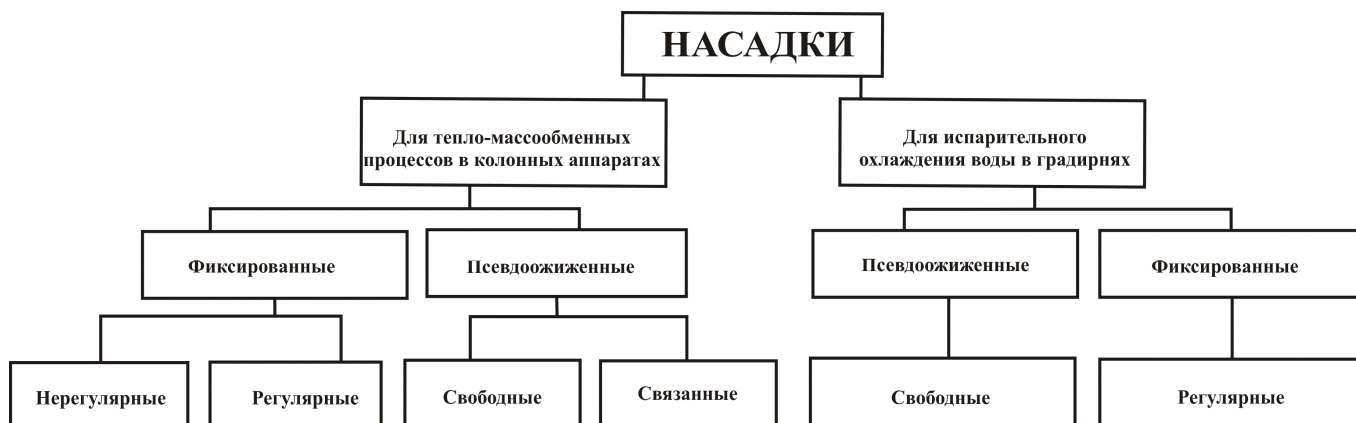 НАСАДКИ
Для тепло-массообменных
процессов в колонных аппаратах
Для испарительного
охлаждения воды в градирнях
Фиксированные
Псевдоожиженные
Псевдоожиженные
Фиксированные
Нерегулярные
Регулярные
Свободные
Связанные
Свободные
Регулярные